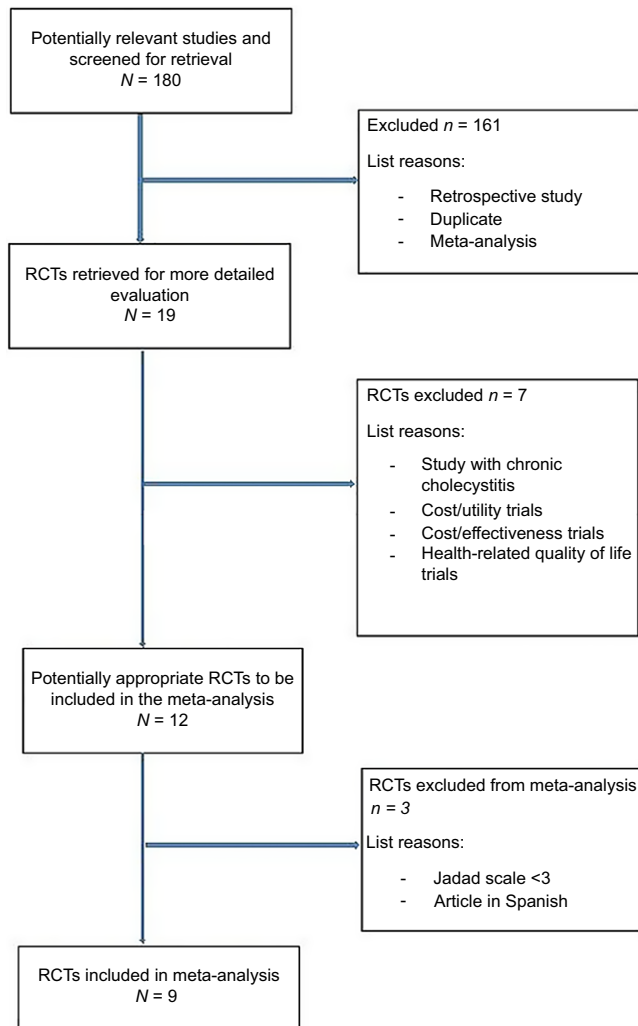 Potentially relevant studies and
screened for retrieval
N = 180
Excluded n = 161
List reasons:
- Retrospective study
- Duplicate
- Meta-analysis
RCTs retrieved for more detailed
evaluation
N = 19
RCTs excluded n = 7
List reasons:
- Study with chronic
cholecystitis
- Cost/utility trials
- Cost/effectiveness trials
- Health-related quality of life
trials
Potentially appropriate RCTs to be
included in the meta-analysis
N = 12
RCTs excluded from meta-analysis
n = 3
List reasons:
- Jadad scale <3
- Article in Spanish
RCTs included in meta-analysis
N = 9